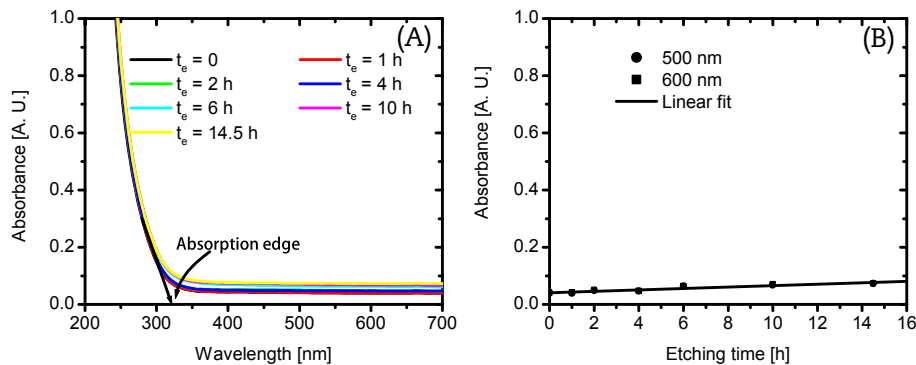 (A)
t_e = 0
t_e = 1 h
t_e = 2 h
t_e = 4 h
t_e = 6 h
t_e = 10 h
t_e = 14.5 h
Absorption edge
Absorbance [A. U.]
1.0
0.8
0.6
0.4
0.2
0.0
200 300 400 500 600 700
Wavelength [nm]
(B)
500 nm
600 nm
Linear fit
Absorbance [A. U.]
1.0
0.8
0.6
0.4
0.2
0.0
0 2 4 6 8 10 12 14 16
Etching time [h]